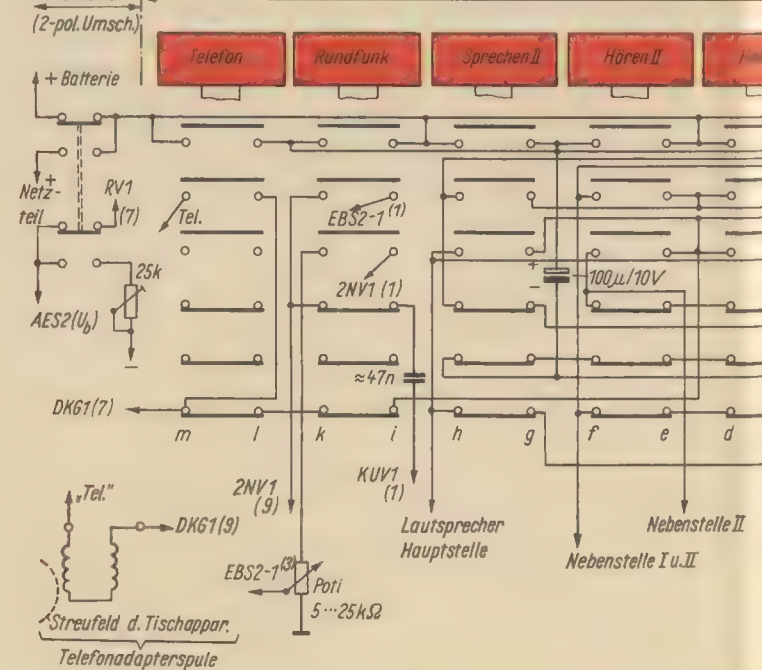 (2-pol. Umsch.)
Telefon
Rundfunk
Sprechen II
Hören II
+ Batterie
+
Netz-
teil
RV1
(7)
Tel.
EBS2-1 (1)
2NV1 (1)
25k
AES2(Ub)
−
+
−
100µ/10V
≈47n
DKG1(7)
m
l
k
i
h
g
f
e
d
„Tel."
DKG1(9)
2NV1
(9)
KUV1
(1)
Lautsprecher
Hauptstelle
Nebenstelle II
Nebenstelle I u. II
EBS2-1 (3)
Poti
5···25kΩ
Streufeld d. Tischappar.
Telefonadapterspule